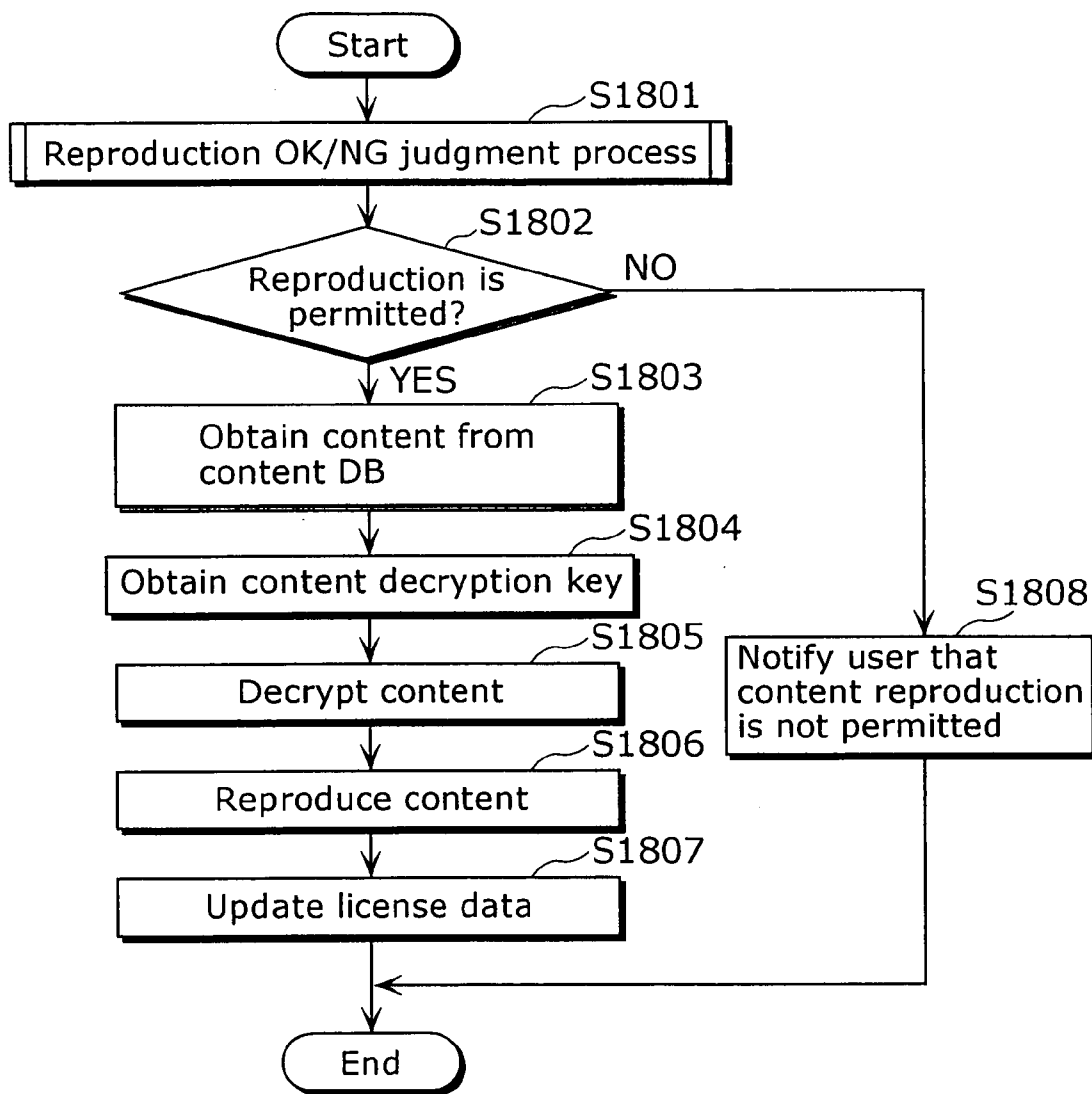 Start
S1801
Reproduction OK/NG judgment process
S1802
Reproduction is
permitted?
NO
YES
S1803
Obtain content from
content DB
S1804
Obtain content decryption key
S1805
Decrypt content
S1808
Notify user that
content reproduction
is not permitted
S1806
Reproduce content
S1807
Update license data
End